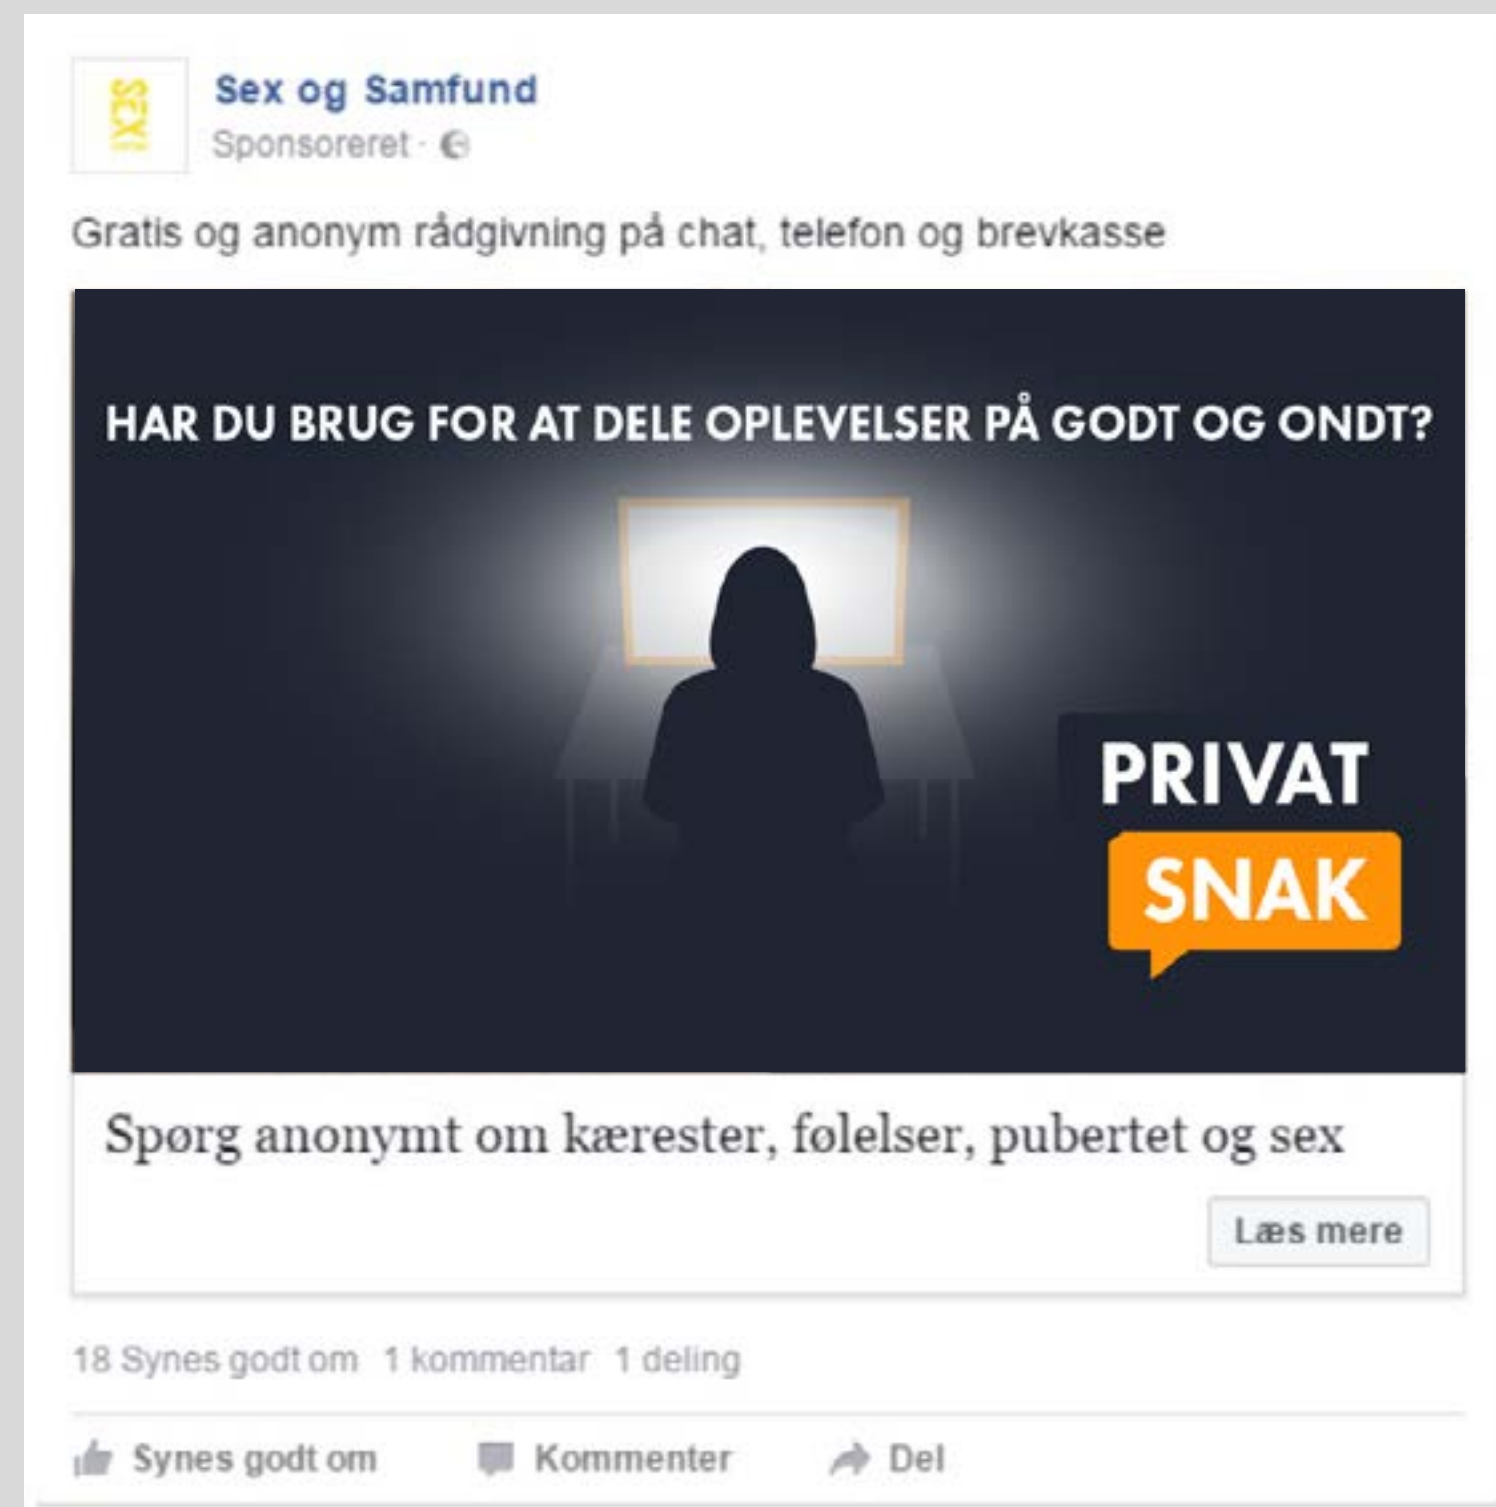 SEX
Sex og Samfund
Sponsoreret ·
Gratis og anonym rådgivning på chat, telefon og brevkasse
HAR DU BRUG FOR AT DELE OPLEVELSER PÅ GODT OG ONDT?
PRIVAT
SNAK
Spørg anonymt om kærester, følelser, pubertet og sex
Læs mere
18 Synes godt om 1 kommentar 1 deling
Synes godt om Kommenter Del